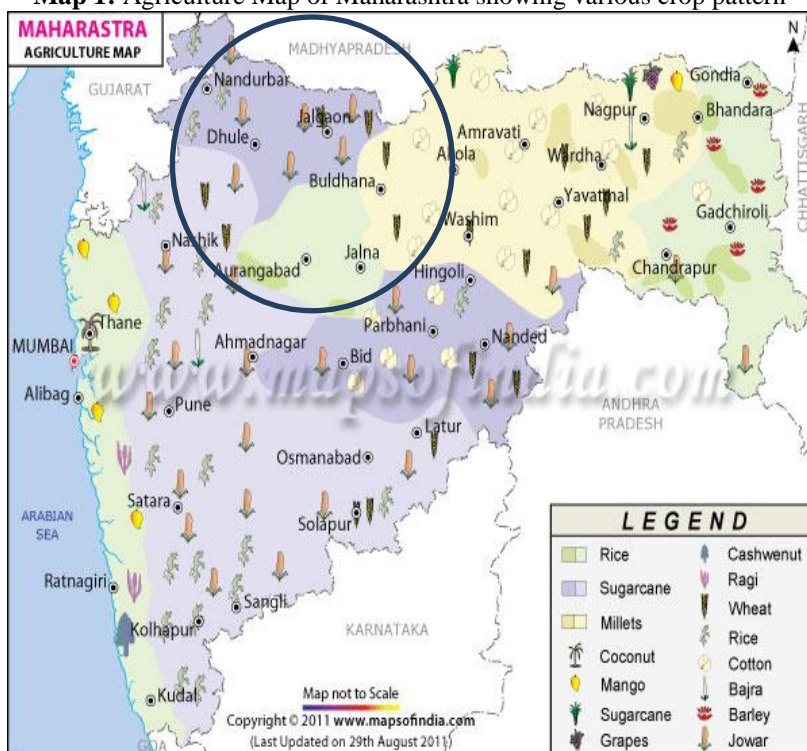 Map 1: Agriculture Map of Maharashtra showing various crop pattern
MAHARASTRA
AGRICULTURE MAP
MADHYAPRADESH
N
GUJARAT
Nandurbar
Gondia
Jalgaon
Nagpur
Bhandara
Dhule
Amravati
Akola
Wardha
CHHATTISGARH
Buldhana
Yavatmal
Washim
Gadchiroli
Nashik
Jalna
Aurangabad
Hingoli
Chandrapur
Thane
Parbhani
Ahmadnagar
Nanded
MUMBAI
Bid
www.mapsofindia.com
Alibag
Pune
ANDHRA
PRADESH
Latur
Osmanabad
Satara
Solapur
ARABIAN
SEA
Ratnagiri
Sangli
Kolhapur
KARNATAKA
Kudal
GOA
Map not to Scale
Copyright © 2011 www.mapsofindia.com
(Last Updated on 29th August 2011)
LEGEND
Rice
Sugarcane
Millets
Coconut
Mango
Sugarcane
Grapes
Cashwenut
Ragi
Wheat
Rice
Cotton
Bajra
Barley
Jowar